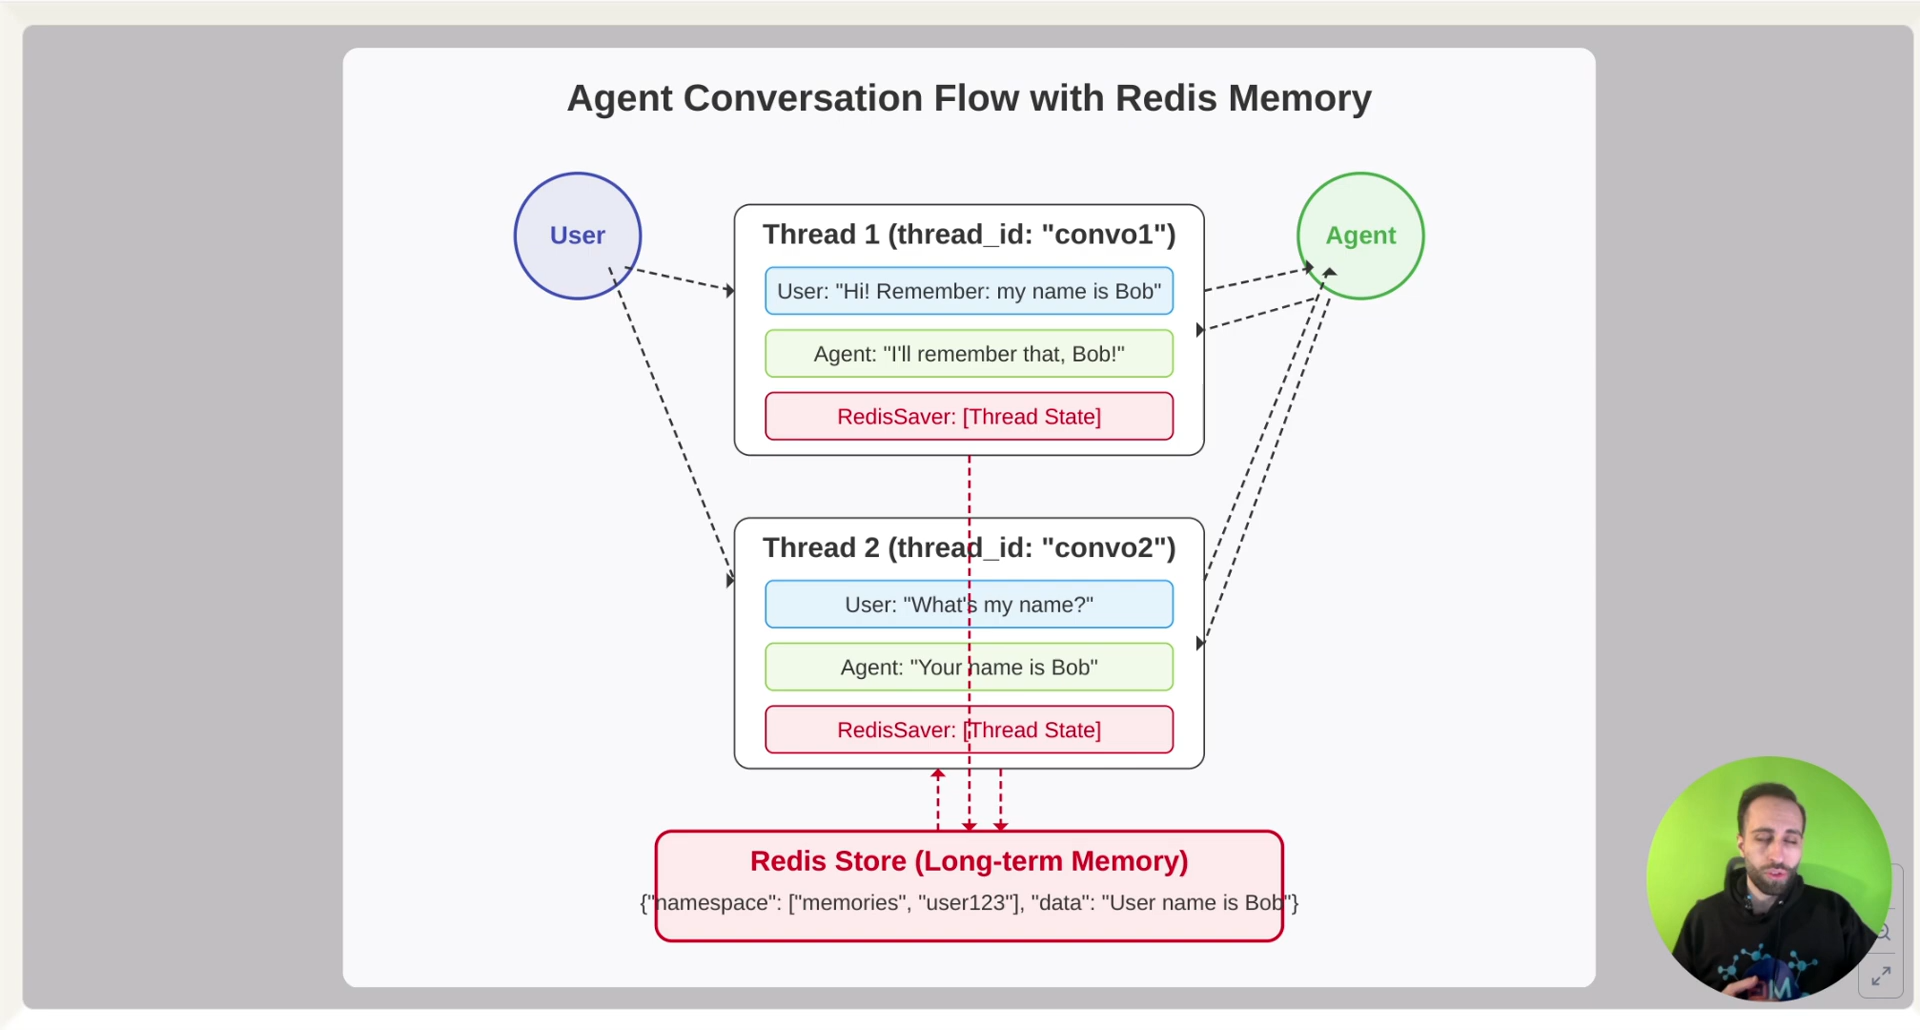 Agent Conversation Flow with Redis Memory
User
Agent
Thread 1 (thread_id: "convo1")
User: "Hi! Remember: my name is Bob"
Agent: "I'll remember that, Bob!"
RedisSaver: [Thread State]
Thread 2 (thread_id: "convo2")
User: "What's my name?"
Agent: "Your name is Bob"
RedisSaver: [Thread State]
Redis Store (Long-term Memory)
{"namespace": ["memories", "user123"], "data": "User name is Bob"}